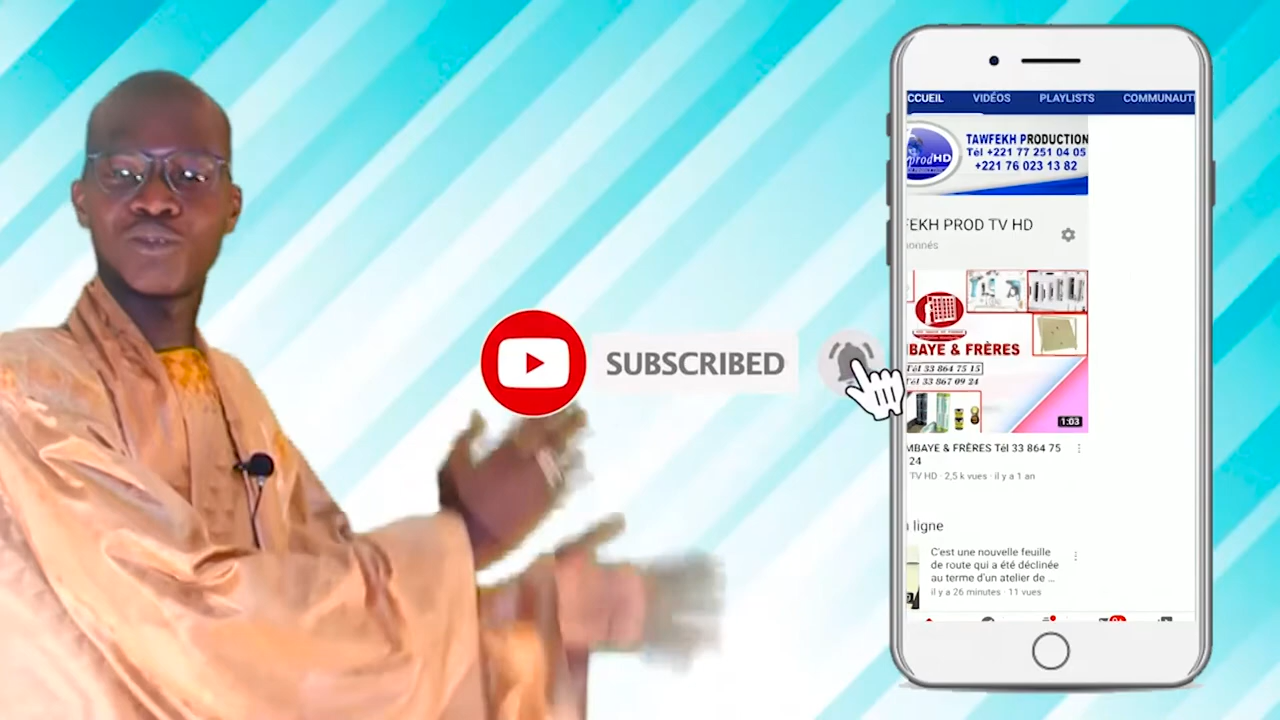 SUBSCRIBED
CCUEIL VIDÉOS PLAYLISTS COMMUNAUT
prodHD
TAWFEKH PRODUCTION
Tél +221 77 251 04 05
+221 76 023 13 82
FEKH PROD TV HD
onnés
BAYE & FRÈRES
Tél 33 864 75 15
Tél 33 867 09 24
1:03
MBAYE & FRÈRES Tél 33 864 75
24
TV HD · 2,5 k vues · il y a 1 an
ligne
C'est une nouvelle feuille
de route qui a été déclinée
au terme d'un atelier de ...
il y a 26 minutes · 11 vues